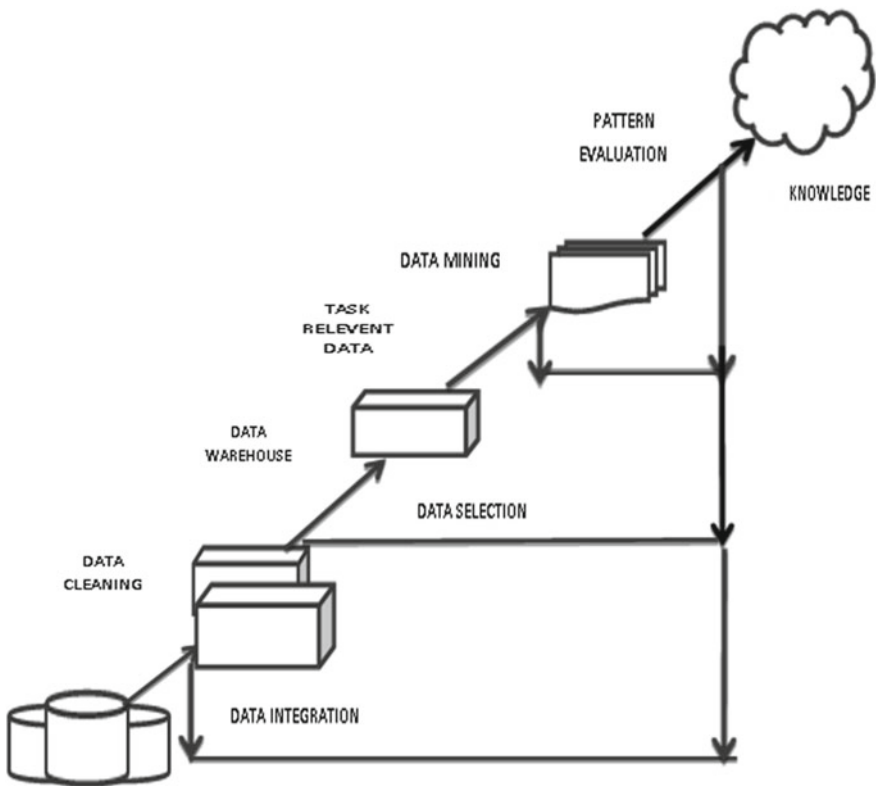 PATTERN
EVALUATION
KNOWLEDGE
DATA MINING
TASK
RELEVENT
DATA
DATA
WAREHOUSE
DATA SELECTION
DATA
CLEANING
DATA INTEGRATION